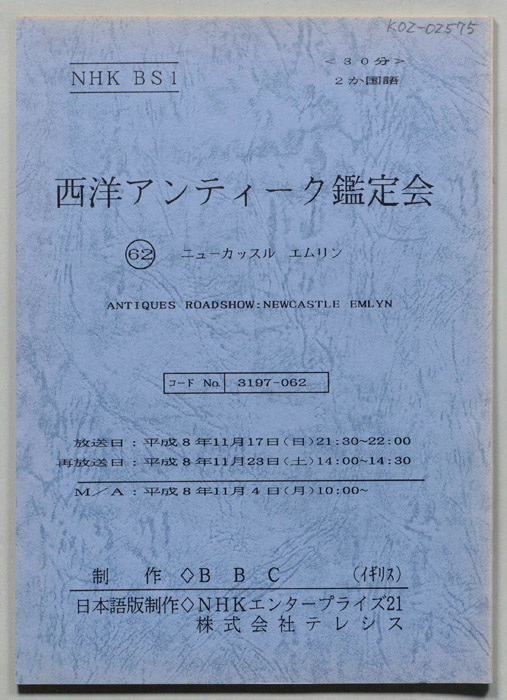 K02-02575
NHK BS1
＜３０分＞
２か国語
西洋アンティーク鑑定会
62 ニューカッスル エムリン
ANTIQUES ROADSHOW:NEWCASTLE EMLYN
コード No. 3197-062
放送日：平成８年11月17日(日)21:30~22:00
再放送日：平成８年11月23日(土)14:00~14:30
Ｍ／Ａ：平成８年11月４日(月)10:00~
制 作◇ＢＢＣ (ｲｷﾞﾘｽ)
日本語版制作◇ＮＨＫエンタープライズ21
株式会社テレシス